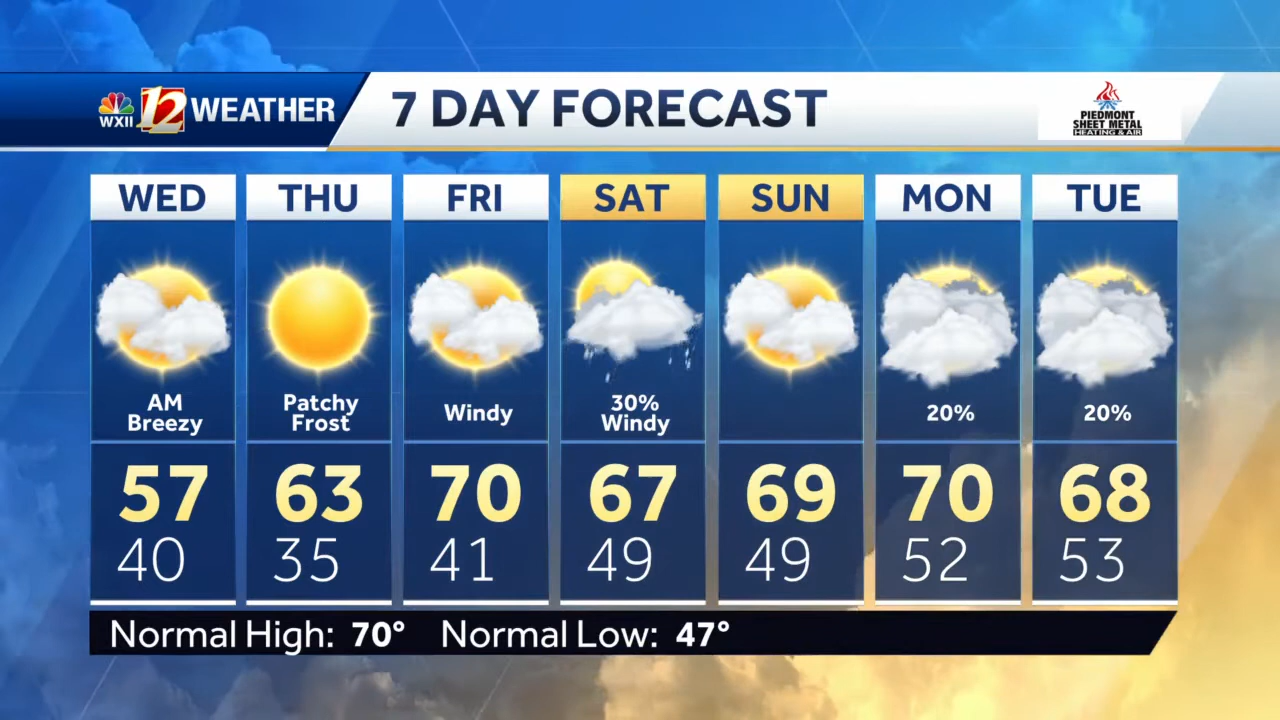 WXII 12 WEATHER
7 DAY FORECAST
PIEDMONT
SHEET METAL
HEATING & AIR
WED
THU
FRI
SAT
SUN
MON
TUE
AM
Breezy
Patchy
Frost
Windy
30%
Windy
20%
20%
57
63
70
67
69
70
68
40
35
41
49
49
52
53
Normal High: 70° Normal Low: 47°